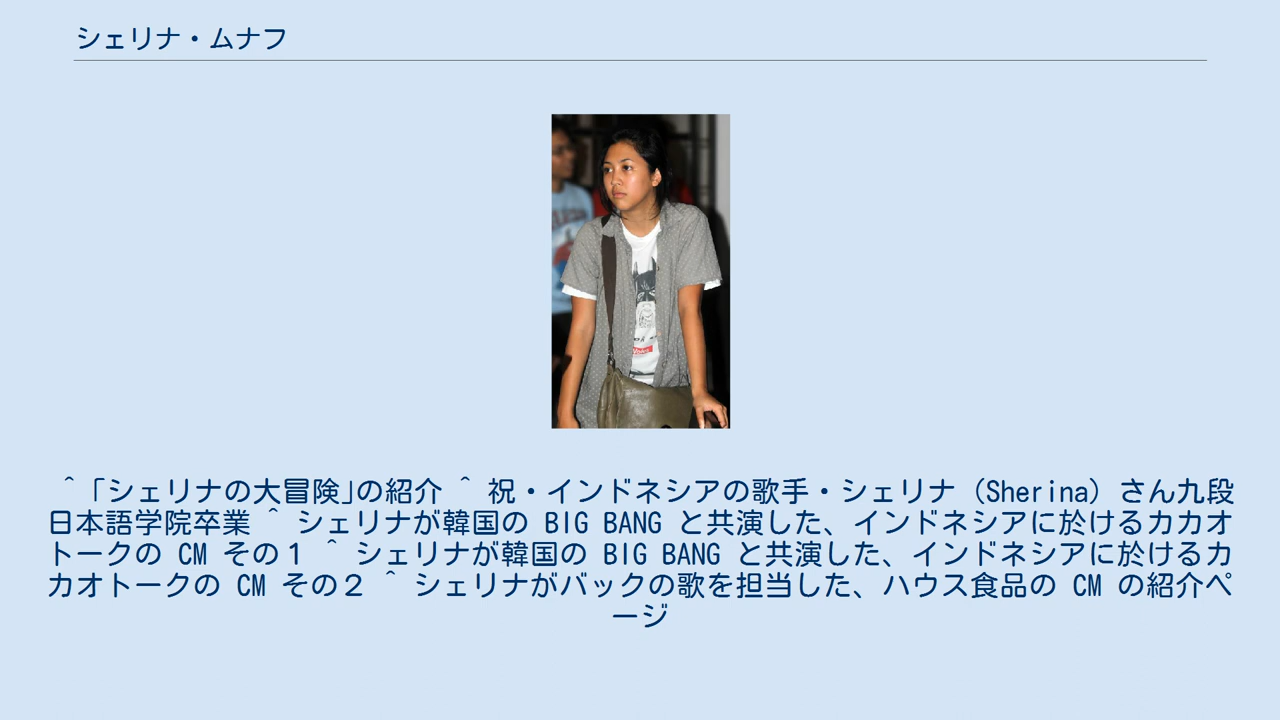 シェリナ・ムナフ
^「シェリナの大冒険」の紹介 ^ 祝・インドネシアの歌手・シェリナ（Sherina）さん九段
日本語学院卒業 ^ シェリナが韓国の BIG BANG と共演した、インドネシアに於けるカカオ
トークの CM その１ ^ シェリナが韓国の BIG BANG と共演した、インドネシアに於けるカ
カオトークの CM その２ ^ シェリナがバックの歌を担当した、ハウス食品の CM の紹介ペ
ージ